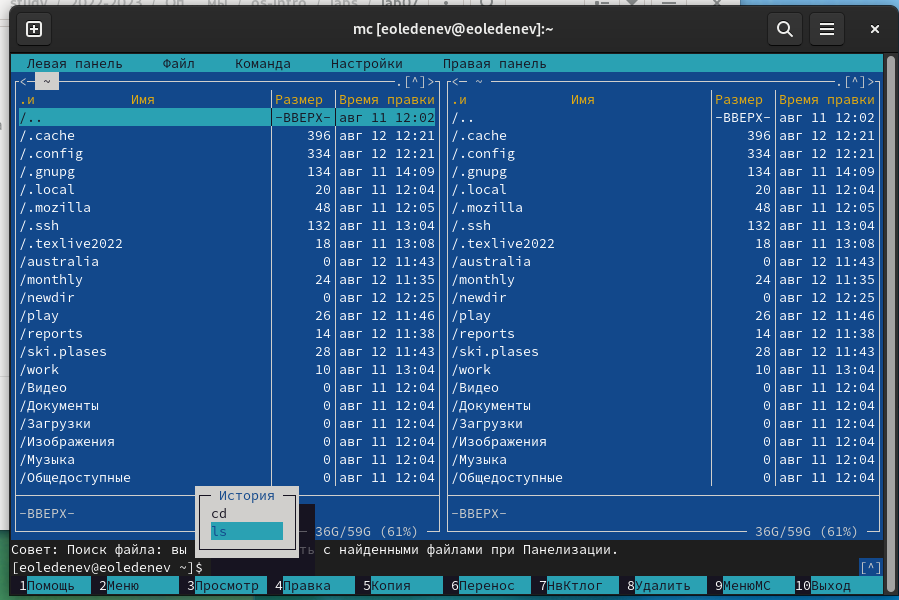 mc [eoledenev@eoledenev]:~
Левая панель Файл Команда Настройки Правая панель
<─ ~ ─.[^]>
.и Имя Размер Время правки
/.. -ВВЕРХ- авг 11 12:02
/.cache 396 авг 12 12:21
/.config 334 авг 12 12:21
/.gnupg 134 авг 11 14:09
/.local 20 авг 11 12:04
/.mozilla 48 авг 11 12:05
/.ssh 132 авг 11 13:04
/.texlive2022 18 авг 11 13:08
/australia 0 авг 12 11:43
/monthly 24 авг 12 11:35
/newdir 0 авг 12 12:25
/play 26 авг 12 11:46
/reports 14 авг 12 11:38
/ski.plases 28 авг 12 11:43
/work 10 авг 11 13:04
/Видео 0 авг 11 12:04
/Документы 0 авг 11 12:04
/Загрузки 0 авг 11 12:04
/Изображения 0 авг 11 12:04
/Музыка 0 авг 11 12:04
/Общедоступные 0 авг 11 12:04
-ВВЕРХ-
36G/59G (61%)
<─ ~ ─.[^]>
.и Имя Размер Время правки
/.. -ВВЕРХ- авг 11 12:02
/.cache 396 авг 12 12:21
/.config 334 авг 12 12:21
/.gnupg 134 авг 11 14:09
/.local 20 авг 11 12:04
/.mozilla 48 авг 11 12:05
/.ssh 132 авг 11 13:04
/.texlive2022 18 авг 11 13:08
/australia 0 авг 12 11:43
/monthly 24 авг 12 11:35
/newdir 0 авг 12 12:25
/play 26 авг 12 11:46
/reports 14 авг 12 11:38
/ski.plases 28 авг 12 11:43
/work 10 авг 11 13:04
/Видео 0 авг 11 12:04
/Документы 0 авг 11 12:04
/Загрузки 0 авг 11 12:04
/Изображения 0 авг 11 12:04
/Музыка 0 авг 11 12:04
/Общедоступные 0 авг 11 12:04
-ВВЕРХ-
36G/59G (61%)
История
cd
ls
Совет: Поиск файла: вы ть с найденными файлами при Панелизации.
[eoledenev@eoledenev ~]$ [^]
1Помощь 2Меню 3Просмотр 4Правка 5Копия 6Перенос 7НвКтлог 8Удалить 9МенюМС 10Выход